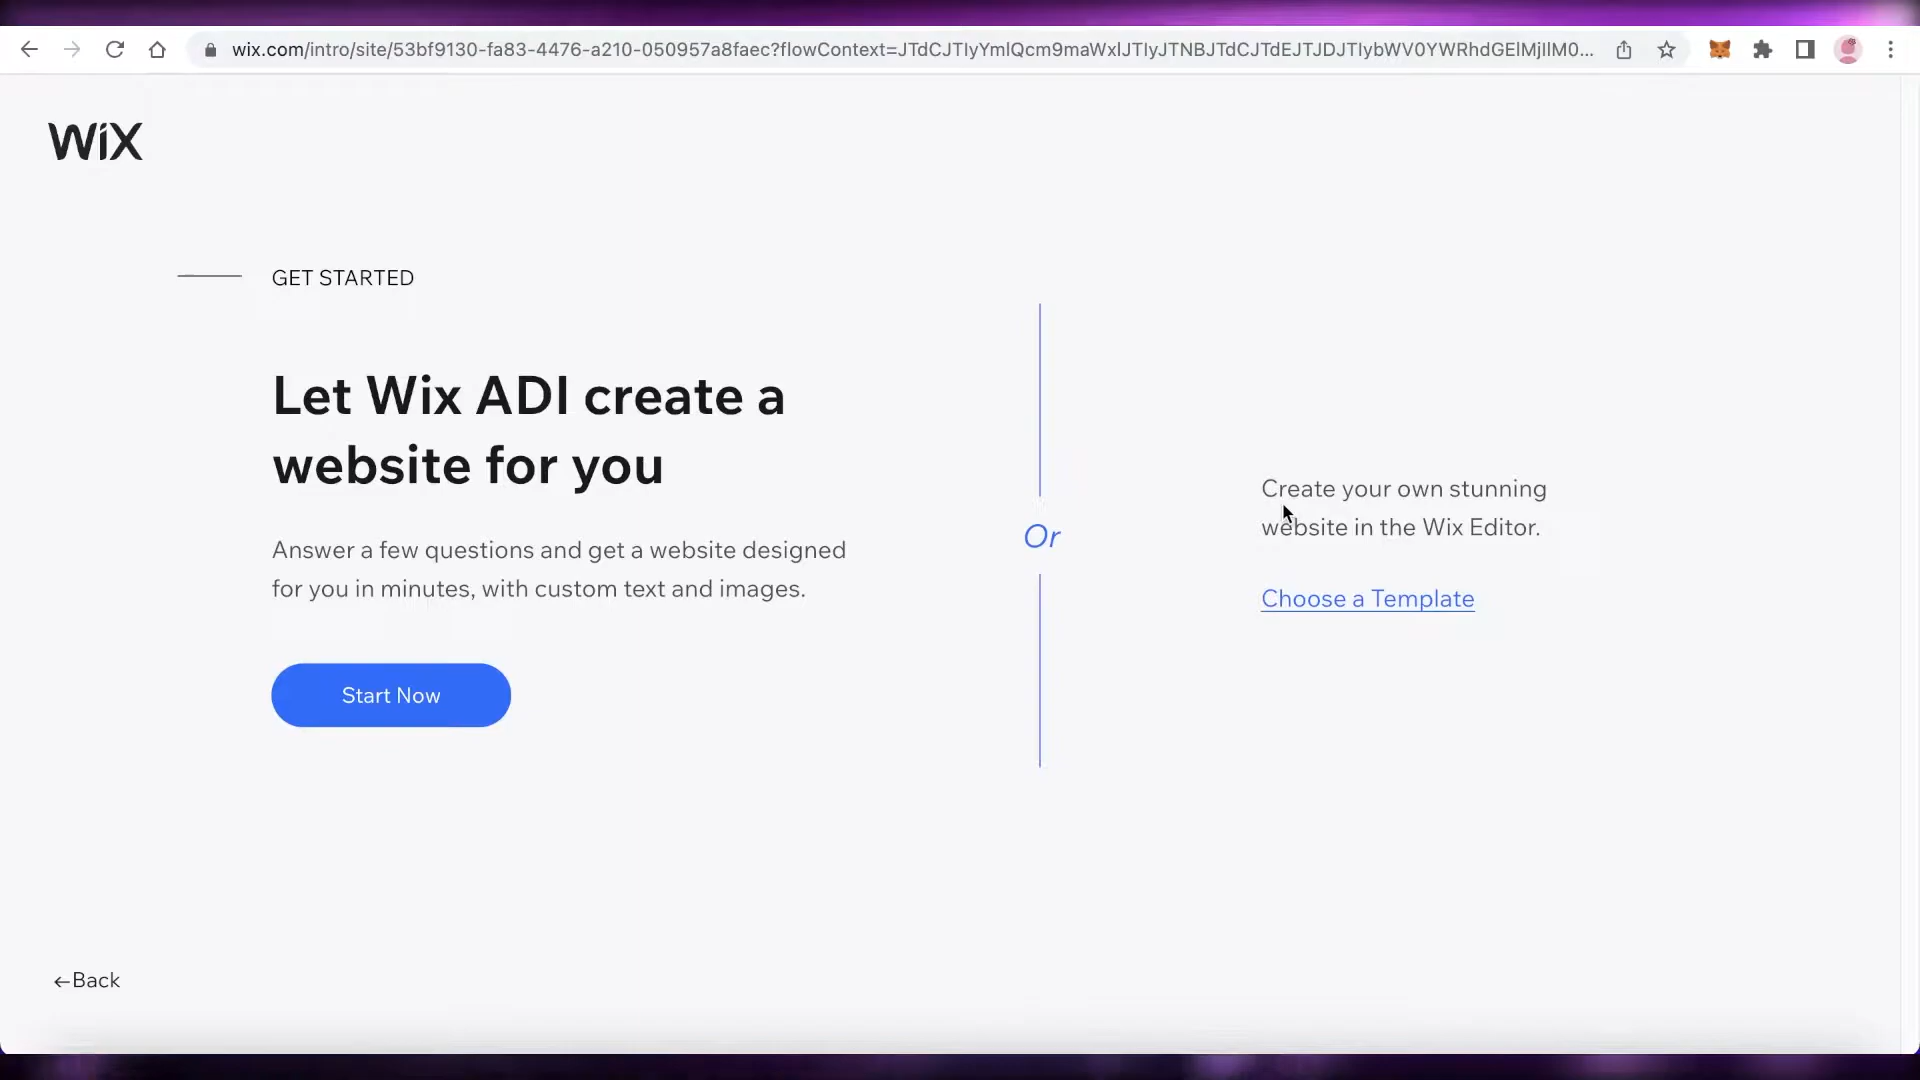 wix.com/intro/site/53bf9130-fa83-4476-a210-050957a8faec?flowContext=JTdCJTIyYmlQcm9maWxlJTIyJTNBJTdCJTdEJTJDJTIybWV0YWRhdGElMjIlM0...
WiX
GET STARTED
Let Wix ADI create a
website for you
Answer a few questions and get a website designed
for you in minutes, with custom text and images.
Start Now
Or
Create your own stunning
website in the Wix Editor.
Choose a Template
←Back